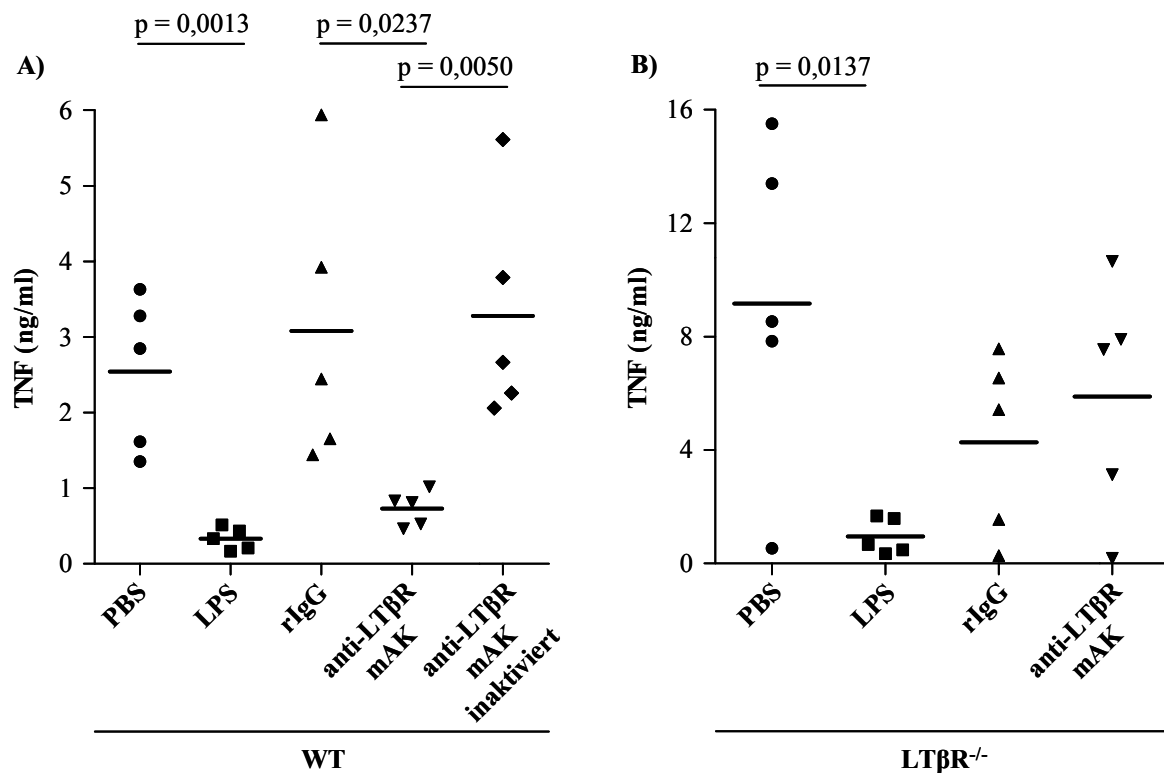 p = 0,0013
p = 0,0237
p = 0,0050
A)
6
5
4
3
2
1
0
TNF (ng/ml)
PBS
LPS
rIgG
anti-LTβR
mAK
anti-LTβR
mAK
inaktiviert
WT
B)
p = 0,0137
16
12
8
4
0
TNF (ng/ml)
PBS
LPS
rIgG
anti-LTβR
mAK
LTβR-/-